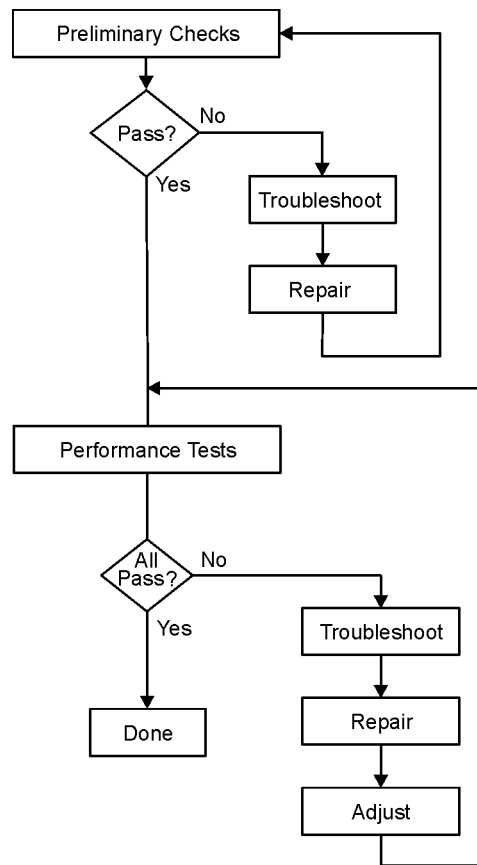 Preliminary Checks
Pass?
No
Yes
Troubleshoot
Repair
Performance Tests
All
Pass?
No
Yes
Troubleshoot
Done
Repair
Adjust